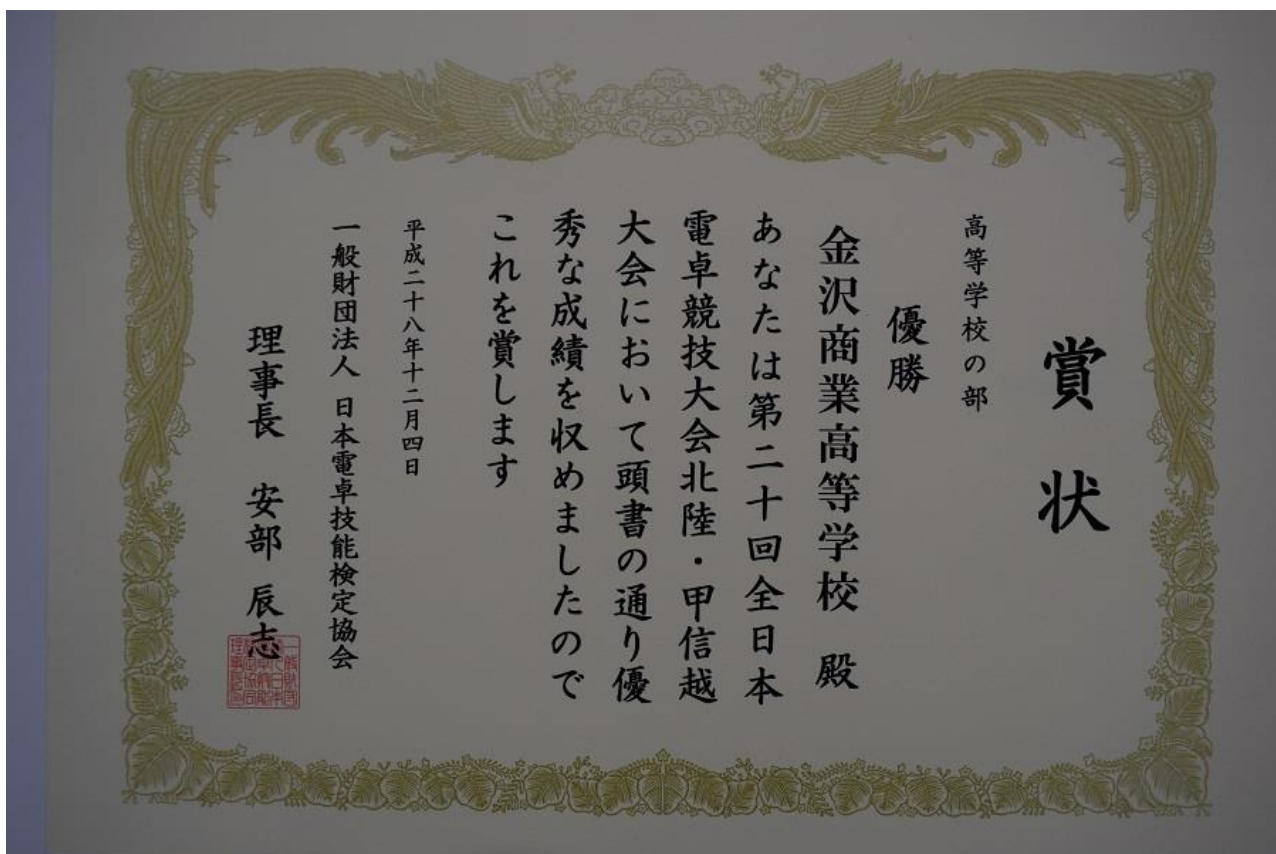 賞状
高等学校の部
優勝
金沢商業高等学校 殿
あなたは第二十回全日本
電卓競技大会北陸・甲信越
大会において頭書の通り優
秀な成績を収めましたので
これを賞します
平成二十八年十二月四日
一般財団法人 日本電卓技能検定協会
理事長 安部 辰志